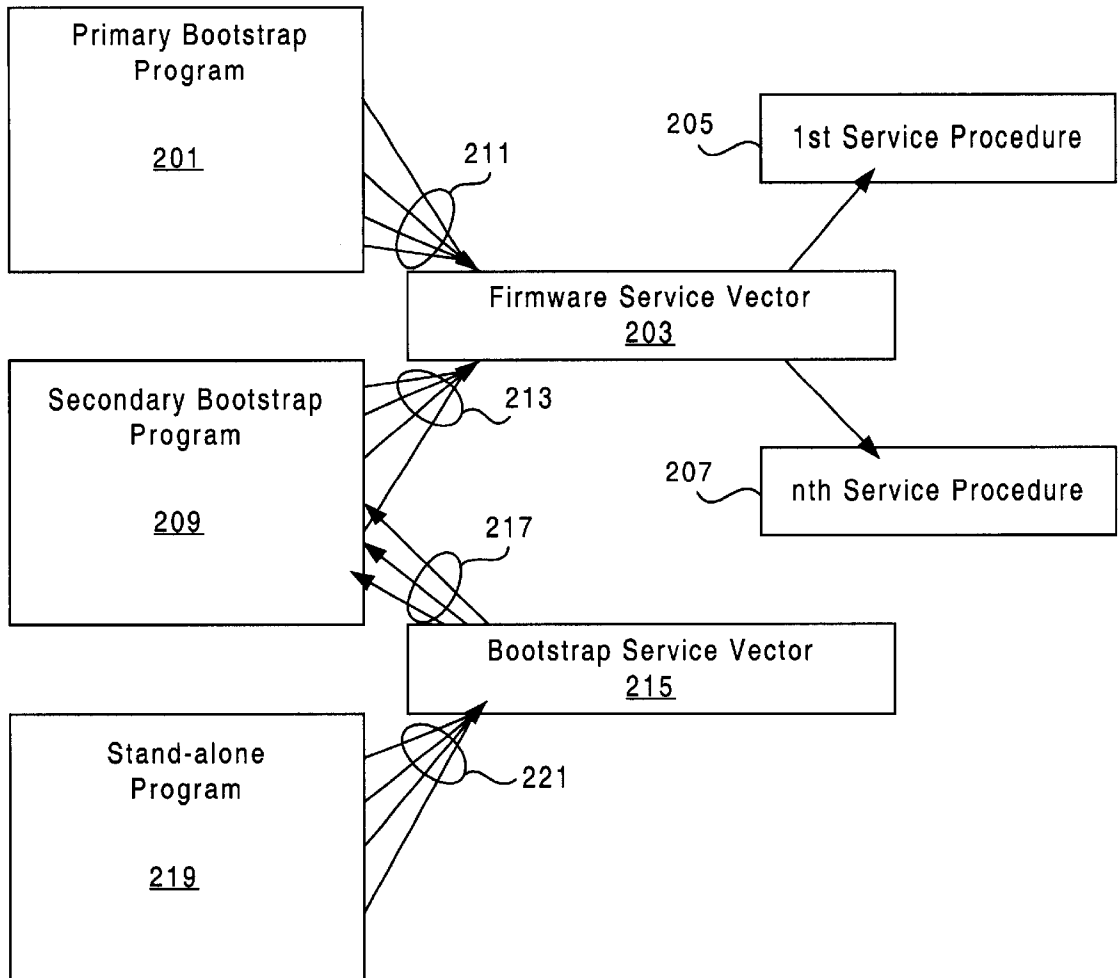 Primary Bootstrap
Program
201
205
1st Service Procedure
211
Firmware Service Vector
203
Secondary Bootstrap
Program
209
213
207
nth Service Procedure
217
Bootstrap Service Vector
215
Stand-alone
Program
219
221